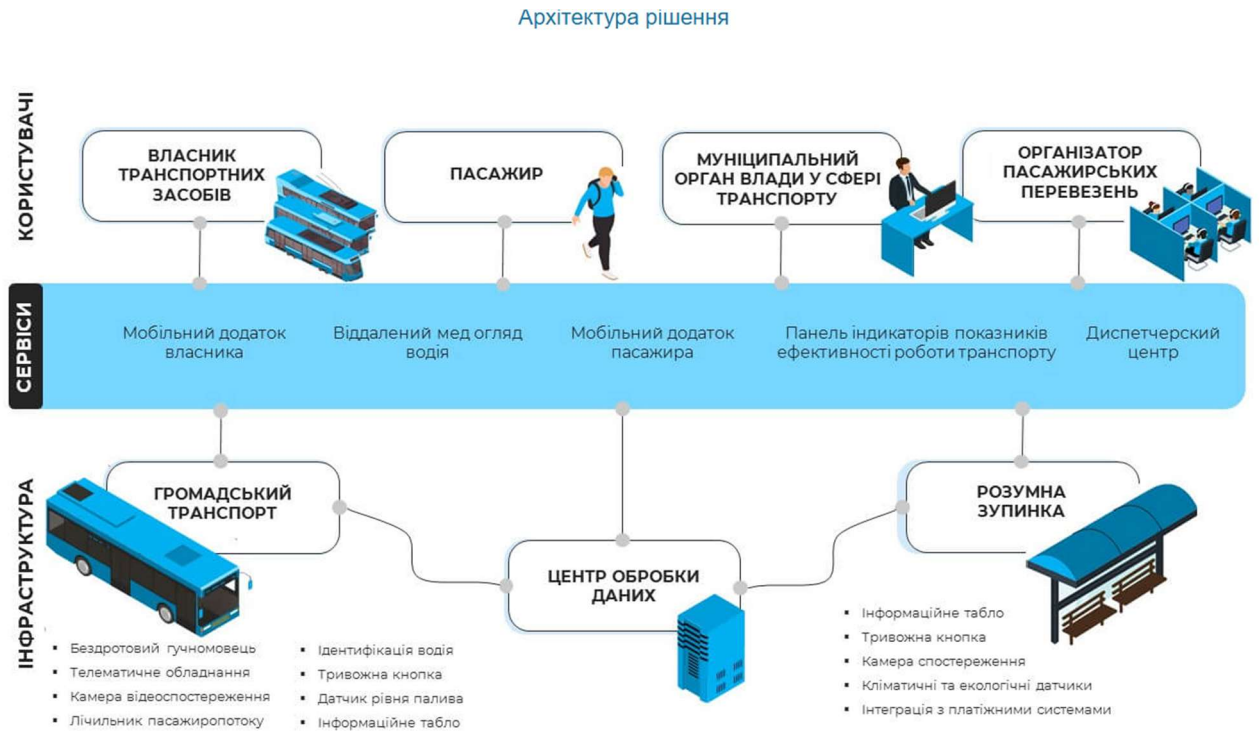 Архітектура рішення
КОРИСТУВАЧІ
ВЛАСНИК
ТРАНСПОРТНИХ
ЗАСОБІВ
ПАСАЖИР
МУНІЦИПАЛЬНИЙ
ОРГАН ВЛАДИ У СФЕРІ
ТРАНСПОРТУ
ОРГАНІЗАТОР
ПАСАЖИРСЬКИХ
ПЕРЕВЕЗЕНЬ
СЕРВІСИ
Мобільний додаток
власника
Віддалений мед огляд
водія
Мобільний додаток
пасажира
Панель індикаторів показників
ефективності роботи транспорту
Диспетчерский
центр
ІНФРАСТРУКТУРА
ГРОМАДСЬКИЙ
ТРАНСПОРТ
ЦЕНТР ОБРОБКИ
ДАНИХ
РОЗУМНА
ЗУПИНКА
▪ Бездротовий гучномовець
▪ Телематичне обладнання
▪ Камера відеоспостереження
▪ Лічильник пасажиропотоку
▪ Ідентифікація водія
▪ Тривожна кнопка
▪ Датчик рівня палива
▪ Інформаційне табло
▪ Інформаційне табло
▪ Тривожна кнопка
▪ Камера спостереження
▪ Кліматичні та екологічні датчики
▪ Інтеграція з платіжними системами